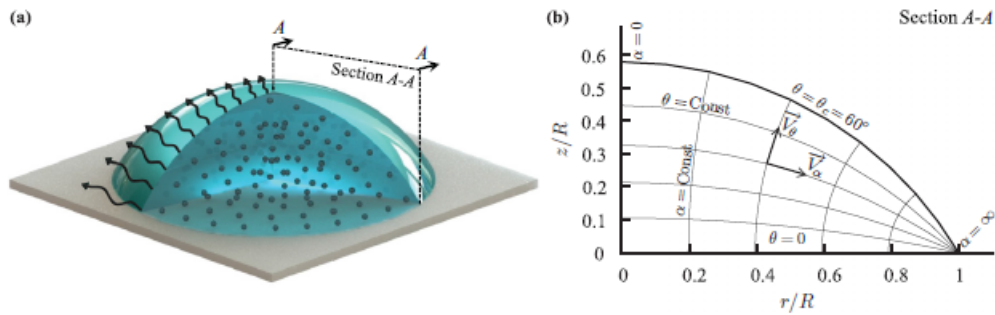 (a)
A
A
Section A-A
(b)
Section A-A
α=0
θ = θc = 60°
θ = Const
V⃗θ
V⃗α
α = Const
θ = 0
α = ∞
z/R
0.6
0.5
0.4
0.3
0.2
0.1
0
0 0.2 0.4 0.6 0.8 1
r/R